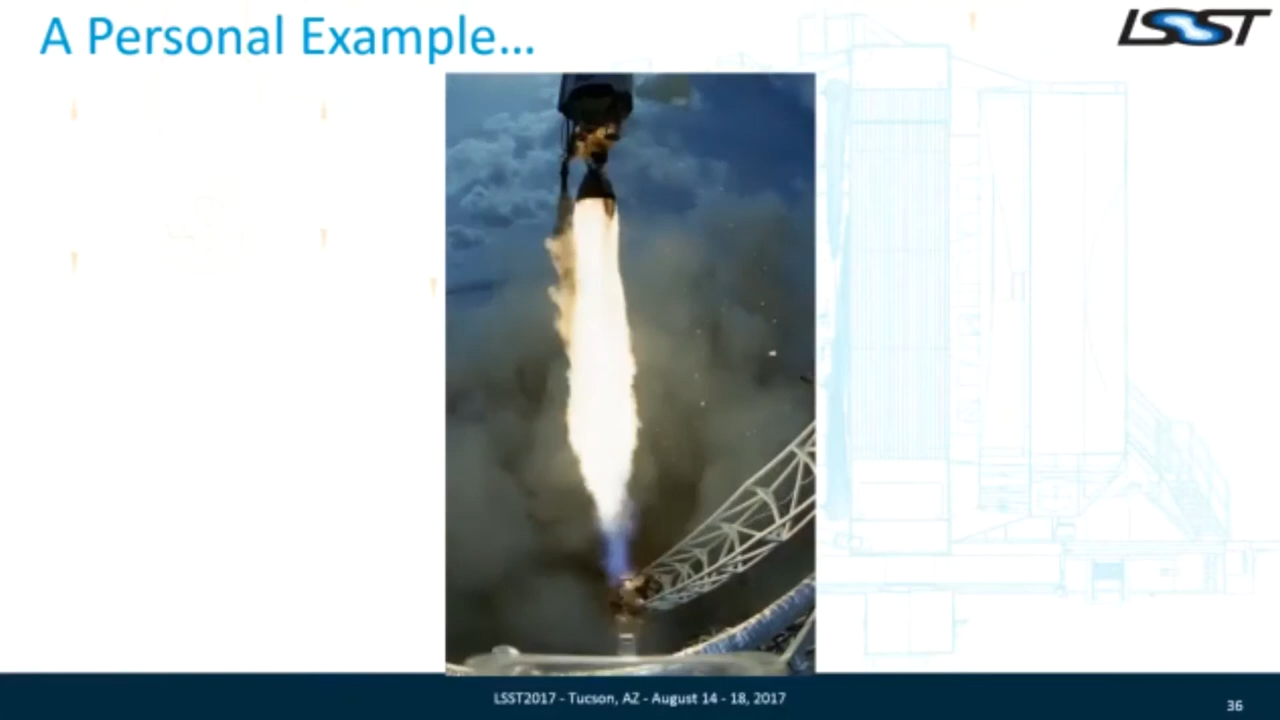 A Personal Example...
LSST
LSST2017 - Tucson, AZ - August 14 - 18, 2017
36